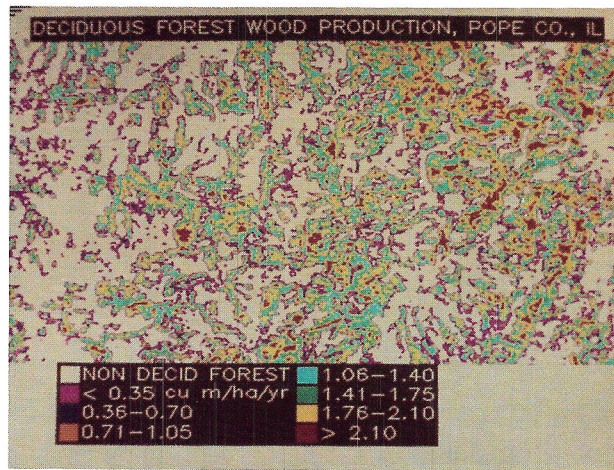 DECIDUOUS FOREST WOOD PRODUCTION, POPE CO., IL
NON DECID FOREST
< 0.35 cu m/ha/yr
0.36-0.70
0.71-1.05
1.06-1.40
1.41-1.75
1.76-2.10
> 2.10